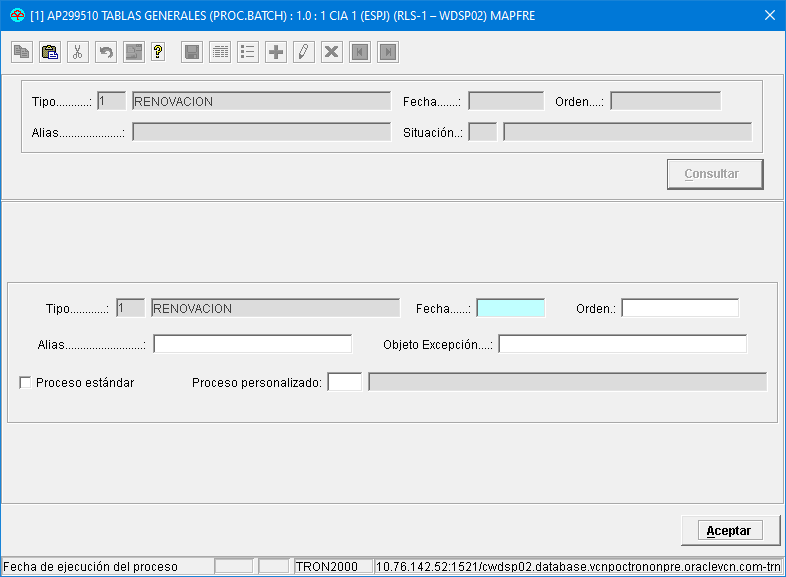 [1] AP299510 TABLAS GENERALES (PROC.BATCH) : 1.0 : 1 CIA 1 (ESPJ) (RLS-1 – WDSP02) MAPFRE
Tipo...........: 1 RENOVACION Fecha......: Orden....:
Alias.....................: Situación..:
Consultar
Tipo...........: 1 RENOVACION Fecha......: Orden.:
Alias..........................: Objeto Excepción....:
Proceso estándar Proceso personalizado:
Aceptar
Fecha de ejecución del proceso TRON2000 10.76.142.52:1521/cwdsp02.database.vcnpoctrononpre.oraclevcn.com-trn